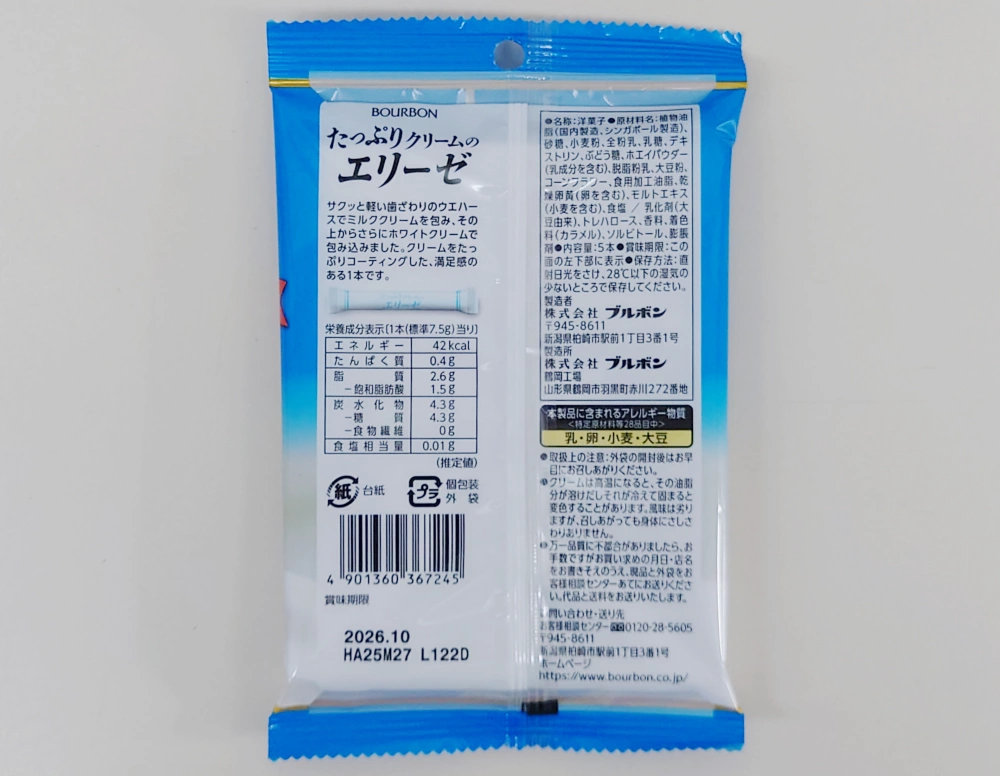 BOURBON
たっぷりクリームの
エリーゼ
サクッと軽い歯ざわりのウエハー
スでミルククリームを包み、その
上からさらにホワイトクリームで
包み込みました。クリームをたっ
ぷりコーティングした、満足感の
ある1本です。
エリーゼ
栄養成分表示〔1本(標準7.5g)当り〕
エネルギー 42kcal
たんぱく質 0.4g
脂質 2.6g
-飽和脂肪酸 1.5g
炭水化物 4.3g
-糖質 4.3g
-食物繊維 0g
食塩相当量 0.01g
(推定値)
紙 台紙 プラ 個包装
外袋
4 901360 367245
賞味期限
2026.10
HA25M27 L122D
●名称:洋菓子●原材料名:植物油
脂(国内製造、シンガポール製造)、
砂糖、小麦粉、全粉乳、乳糖、デキ
ストリン、ぶどう糖、ホエイパウダー
(乳成分を含む)、脱脂粉乳、大豆粉、
コーンフラワー、食用加工油脂、乾
燥卵黄(卵を含む)、モルトエキス
(小麦を含む)、食塩 / 乳化剤(大
豆由来)、トレハロース、香料、着色
料(カラメル)、ソルビトール、膨脹
剤●内容量:5本●賞味期限:この
面の左下部に表示●保存方法:直
射日光をさけ、28℃以下の湿気の
少ないところで保存してください。
製造者
株式会社ブルボン
〒945-8611
新潟県柏崎市駅前1丁目3番1号
製造所
株式会社ブルボン
鶴岡工場
山形県鶴岡市羽黒町赤川272番地
本製品に含まれるアレルギー物質
<特定原材料等28品目中>
乳・卵・小麦・大豆
●取扱上の注意:外袋の開封後はお早
目にお召しあがりください。
●クリームは高温になると、その油脂
分が溶けだしそれが冷えて固まると
変色することがあります。風味は劣り
ますが、召しあがっても身体にさしさ
わりありません。
●万一品質に不都合がありましたら、お
手数ですがお買い求めの月日・店名
をお書きそえのうえ、現品と外袋をお
客様相談センターあてにお送りくださ
い。代品と送料をお送りいたします。
お問い合わせ・送り先
お客様相談センター 0120-28-5605
〒945-8611
新潟県柏崎市駅前1丁目3番1号
ホームページ
https://www.bourbon.co.jp/